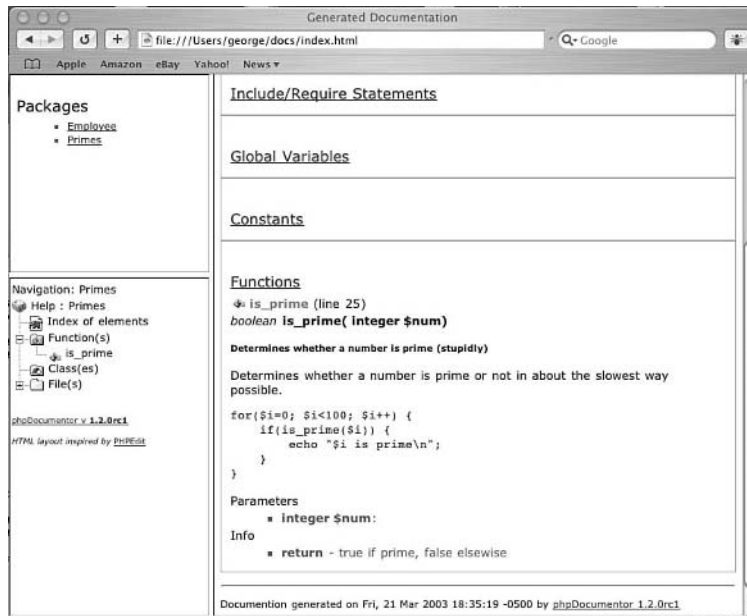 Generated Documentation
file:///Users/george/docs/index.html
Q- Google
Apple Amazon eBay Yahoo! News ▾
Packages
Employee
Primes
Navigation: Primes
Help : Primes
Index of elements
Function(s)
is_prime
Class(es)
File(s)
phpDocumentor v 1.2.0rc1
HTML layout inspired by PHPEdit
Include/Require Statements
Global Variables
Constants
Functions
is_prime (line 25)
boolean is_prime( integer $num)
Determines whether a number is prime (stupidly)
Determines whether a number is prime or not in about the slowest way
possible.
for($i=0; $i<100; $i++) {
if(is_prime($i)) {
echo "$i is prime\n";
}
}
Parameters
integer $num:
Info
return - true if prime, false elsewise
Documention generated on Fri, 21 Mar 2003 18:35:19 -0500 by phpDocumentor 1.2.0rc1